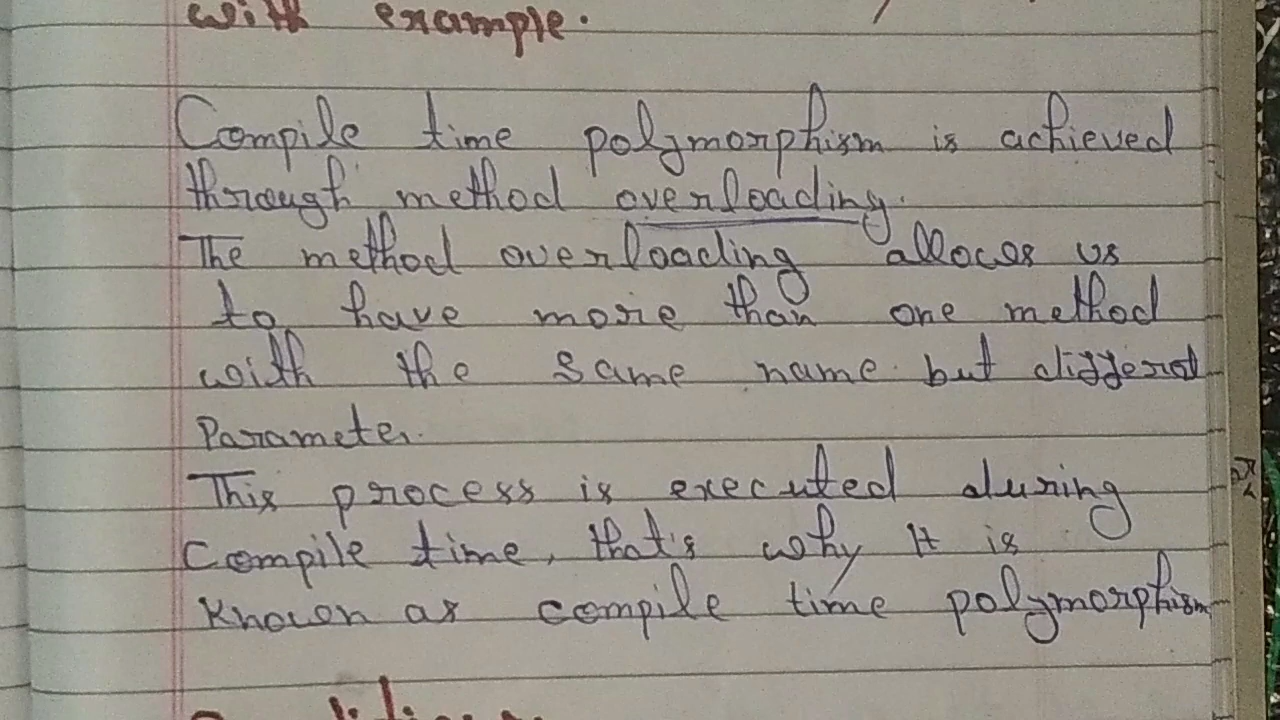 with example.
Compile time polymorphism is achieved
through method overloading.
The method overloading allows us
to have more than one method
with the same name but differet
Parameter.
This process is executed during
Compile time, that's why It is
Known as compile time polymorphism